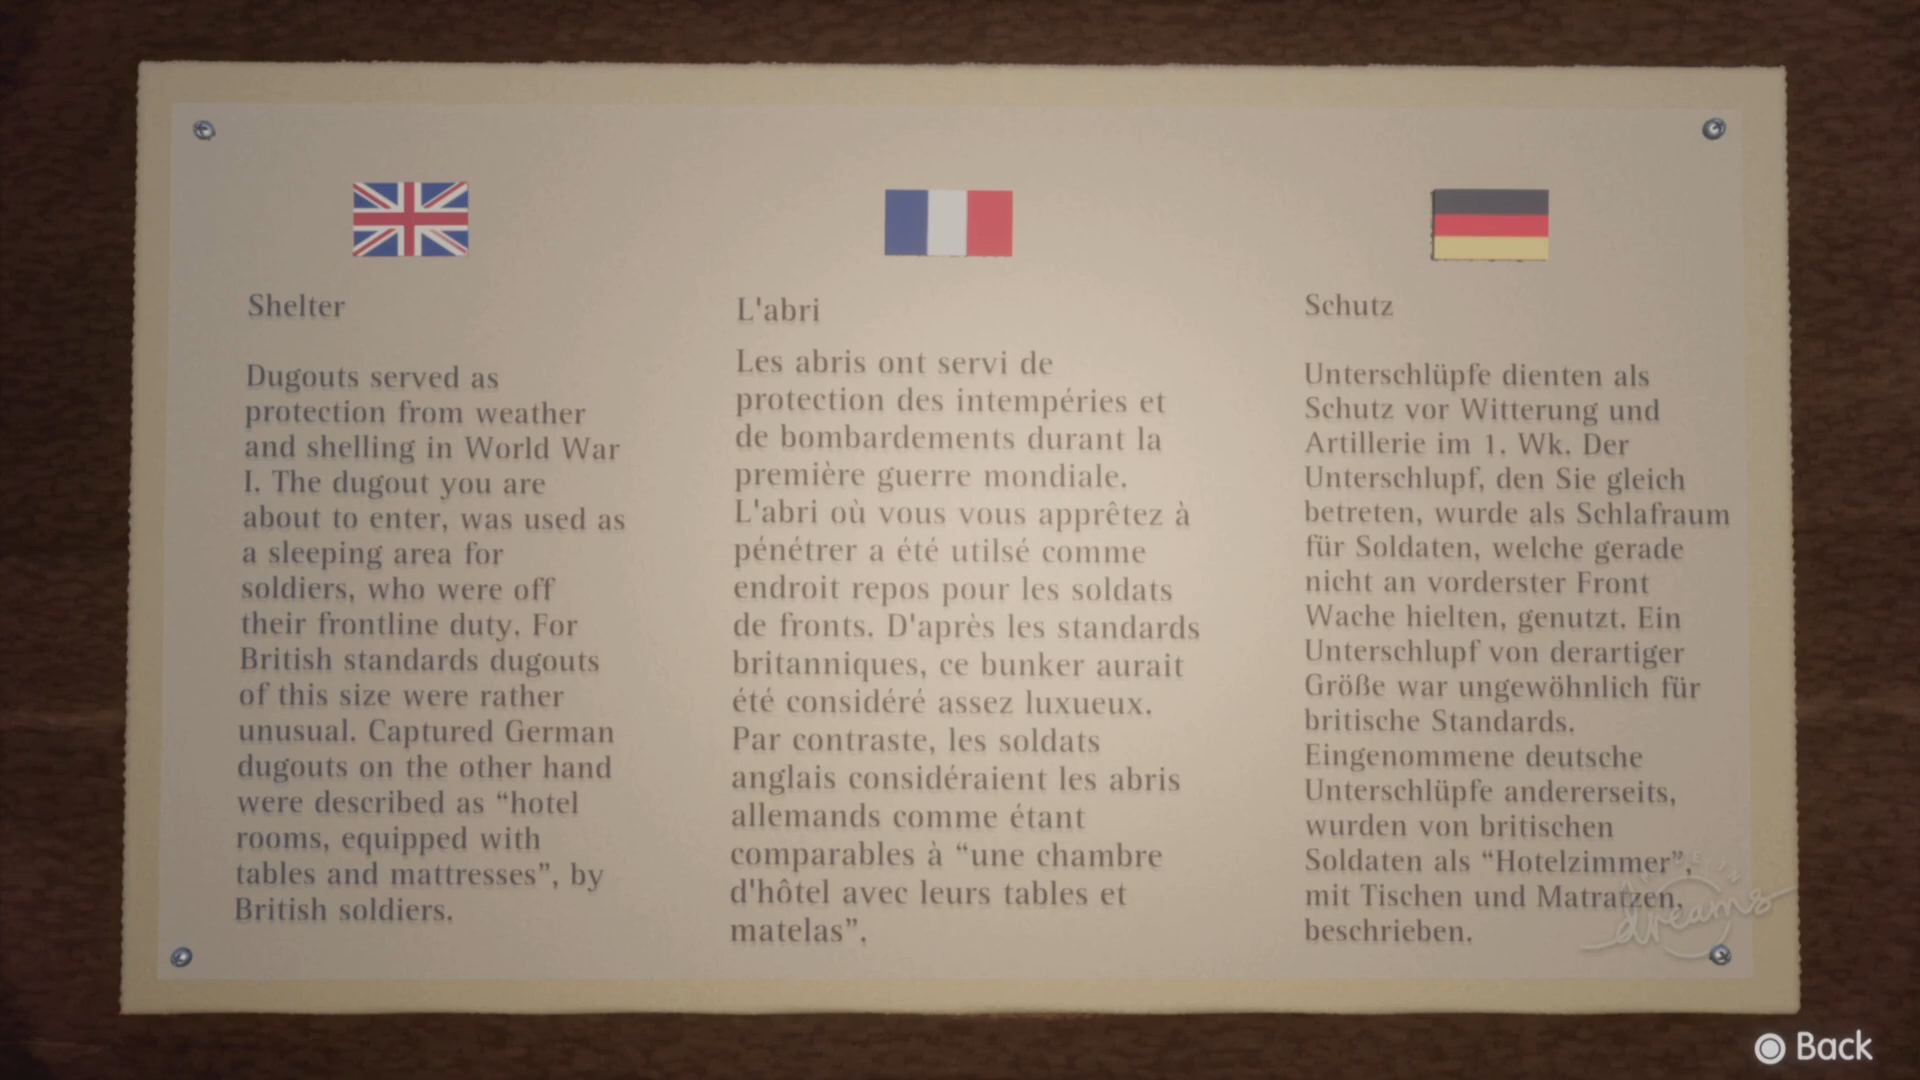 Shelter
Dugouts served as
protection from weather
and shelling in World War
I. The dugout you are
about to enter, was used as
a sleeping area for
soldiers, who were off
their frontline duty. For
British standards dugouts
of this size were rather
unusual. Captured German
dugouts on the other hand
were described as “hotel
rooms, equipped with
tables and mattresses”, by
British soldiers.
L'abri
Les abris ont servi de
protection des intempéries et
de bombardements durant la
première guerre mondiale.
L'abri où vous vous apprêtez à
pénétrer a été utilsé comme
endroit repos pour les soldats
de fronts. D'après les standards
britanniques, ce bunker aurait
été considéré assez luxueux.
Par contraste, les soldats
anglais considéraient les abris
allemands comme étant
comparables à “une chambre
d'hôtel avec leurs tables et
matelas”.
Schutz
Unterschlüpfe dienten als
Schutz vor Witterung und
Artillerie im 1. Wk. Der
Unterschlupf, den Sie gleich
betreten, wurde als Schlafraum
für Soldaten, welche gerade
nicht an vorderster Front
Wache hielten, genutzt. Ein
Unterschlupf von derartiger
Größe war ungewöhnlich für
britische Standards.
Eingenommene deutsche
Unterschlüpfe andererseits,
wurden von britischen
Soldaten als “Hotelzimmer”,
mit Tischen und Matratzen,
beschrieben.
MADE IN
dreams
Back